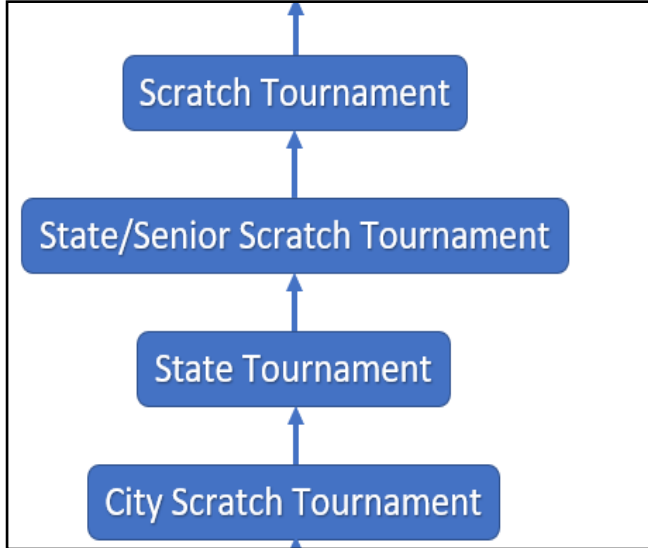 Scratch Tournament
State/Senior Scratch Tournament
State Tournament
City Scratch Tournament